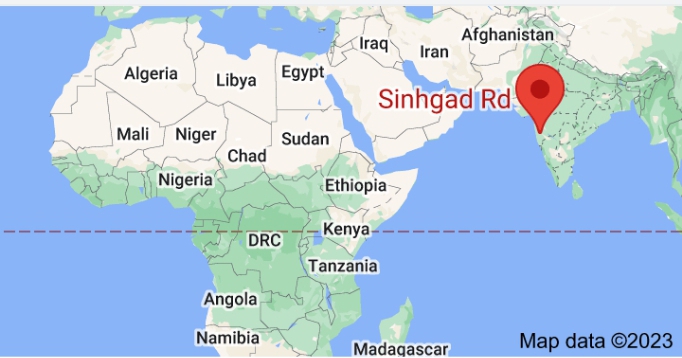 Afghanistan
Iraq
Iran
Algeria
Libya
Egypt
Sinhgad Rd
Mali
Niger
Sudan
Chad
Nigeria
Ethiopia
Kenya
DRC
Tanzania
Angola
Namibia
Madagascar
Map data ©2023